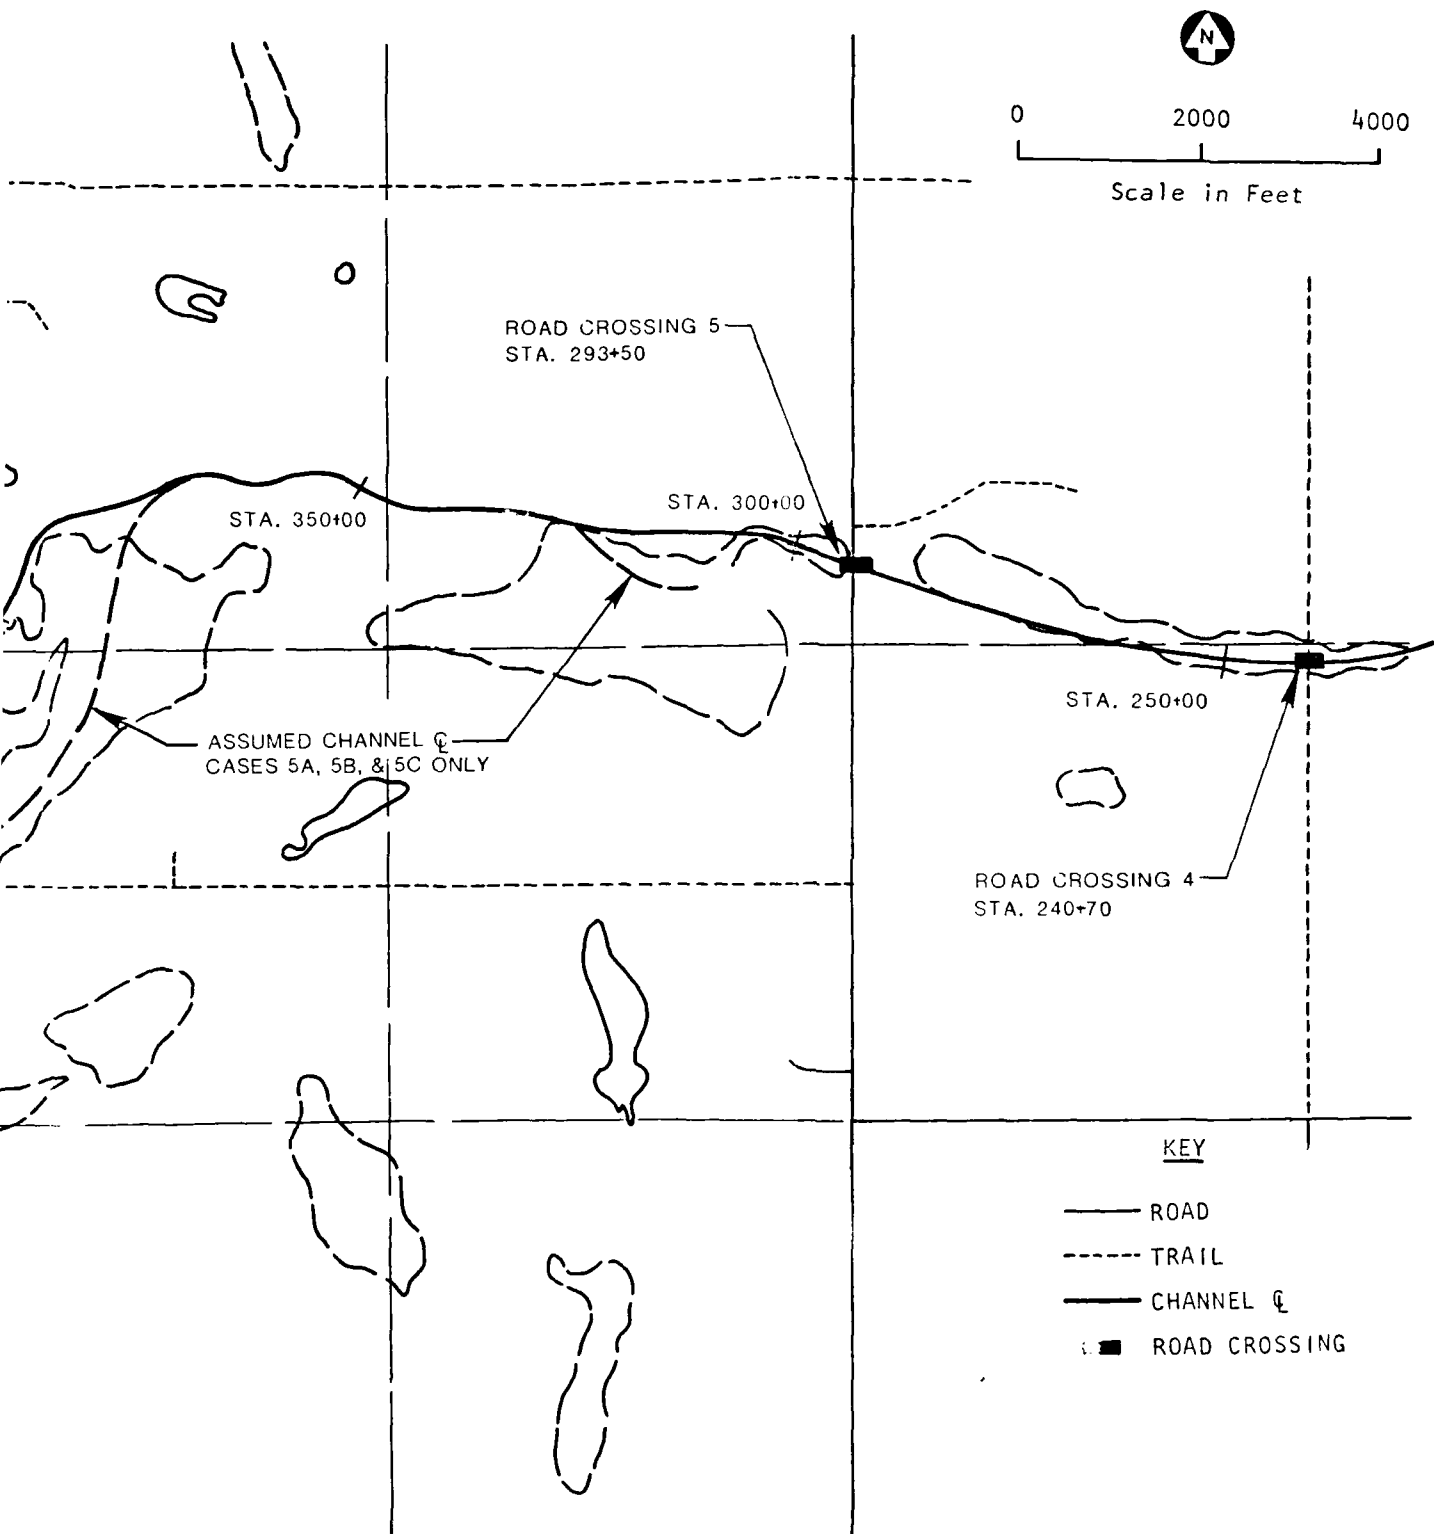 N
0 2000 4000
Scale in Feet
ROAD CROSSING 5
STA. 293+50
STA. 300+00
STA. 350+00
STA. 250+00
ASSUMED CHANNEL ℄
CASES 5A, 5B, & 5C ONLY
ROAD CROSSING 4
STA. 240+70
KEY
ROAD
TRAIL
CHANNEL ℄
ROAD CROSSING